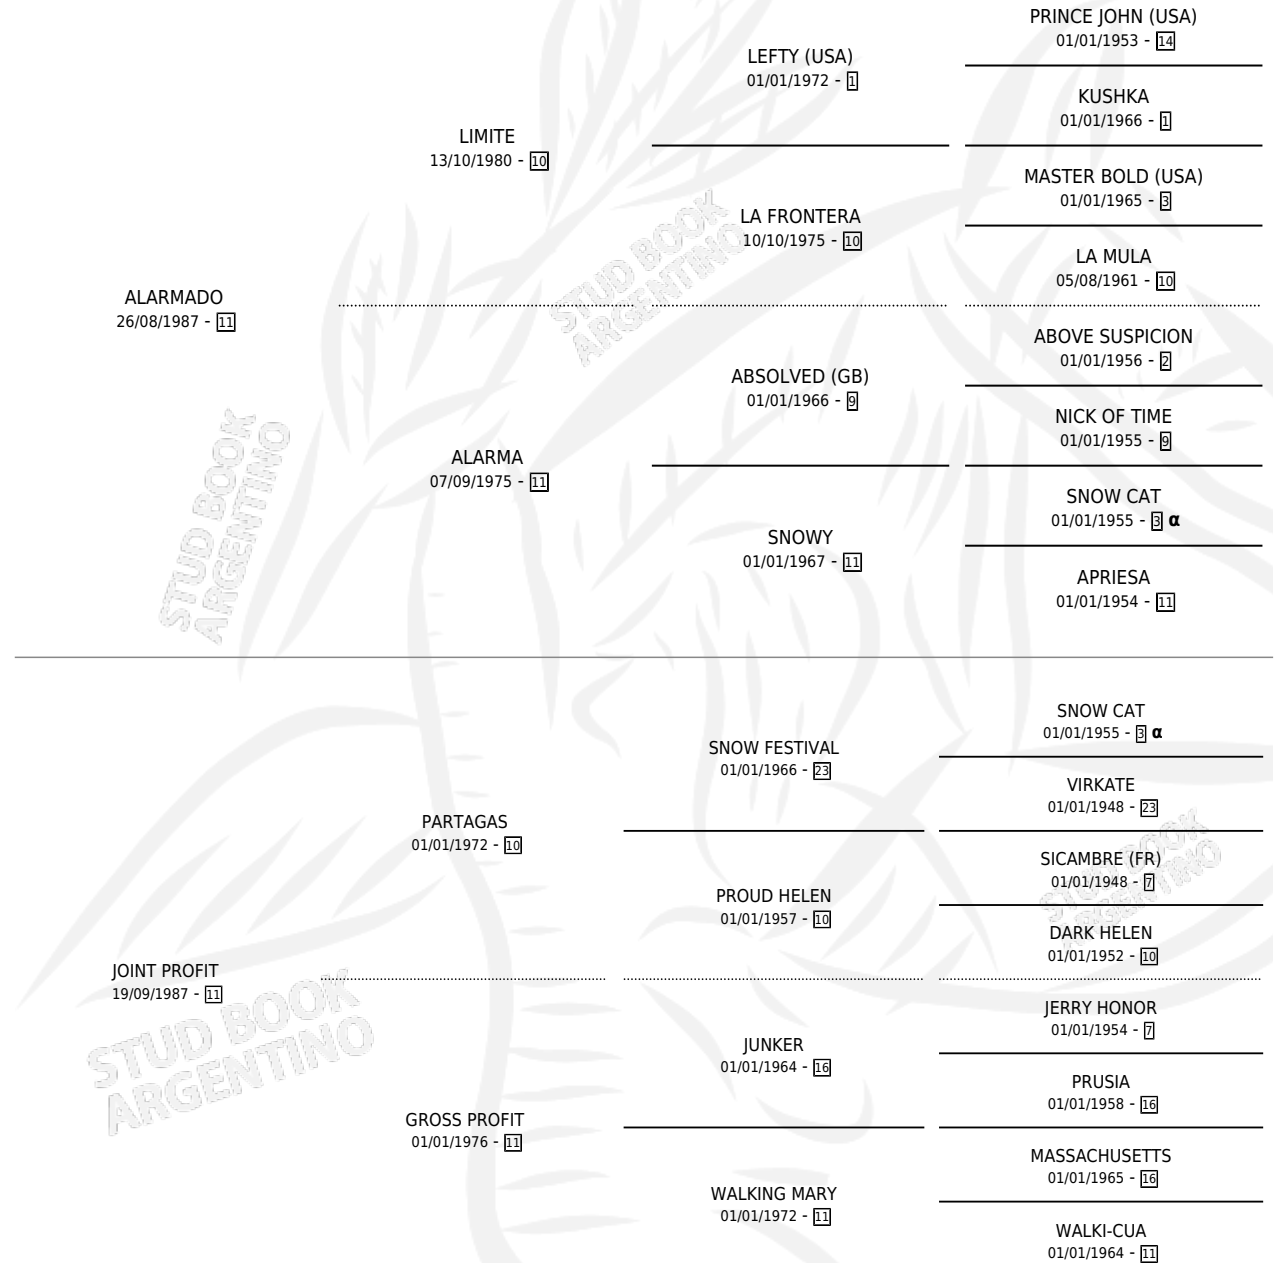 PRINCE JOHN (USA)
01/01/1953 - 14
LEFTY (USA)
01/01/1972 - 1
KUSHKA
01/01/1966 - 1
LIMITE
13/10/1980 - 10
MASTER BOLD (USA)
01/01/1965 - 3
LA FRONTERA
10/10/1975 - 10
LA MULA
05/08/1961 - 10
ALARMADO
26/08/1987 - 11
ABOVE SUSPICION
01/01/1956 - 2
ABSOLVED (GB)
01/01/1966 - 9
NICK OF TIME
01/01/1955 - 9
ALARMA
07/09/1975 - 11
SNOW CAT
01/01/1955 - 3 α
SNOWY
01/01/1967 - 11
APRIESA
01/01/1954 - 11
SNOW CAT
01/01/1955 - 3 α
SNOW FESTIVAL
01/01/1966 - 23
VIRKATE
01/01/1948 - 23
PARTAGAS
01/01/1972 - 10
SICAMBRE (FR)
01/01/1948 - 7
PROUD HELEN
01/01/1957 - 10
DARK HELEN
01/01/1952 - 10
JOINT PROFIT
19/09/1987 - 11
JERRY HONOR
01/01/1954 - 7
JUNKER
01/01/1964 - 16
PRUSIA
01/01/1958 - 16
GROSS PROFIT
01/01/1976 - 11
MASSACHUSETTS
01/01/1965 - 16
WALKING MARY
01/01/1972 - 11
WALKI-CUA
01/01/1964 - 11
STUD BOOK
ARGENTINO
STUD BOOK
ARGENTINO
STUD BOOK
ARGENTINO
STUD BOOK
ARGENTINO